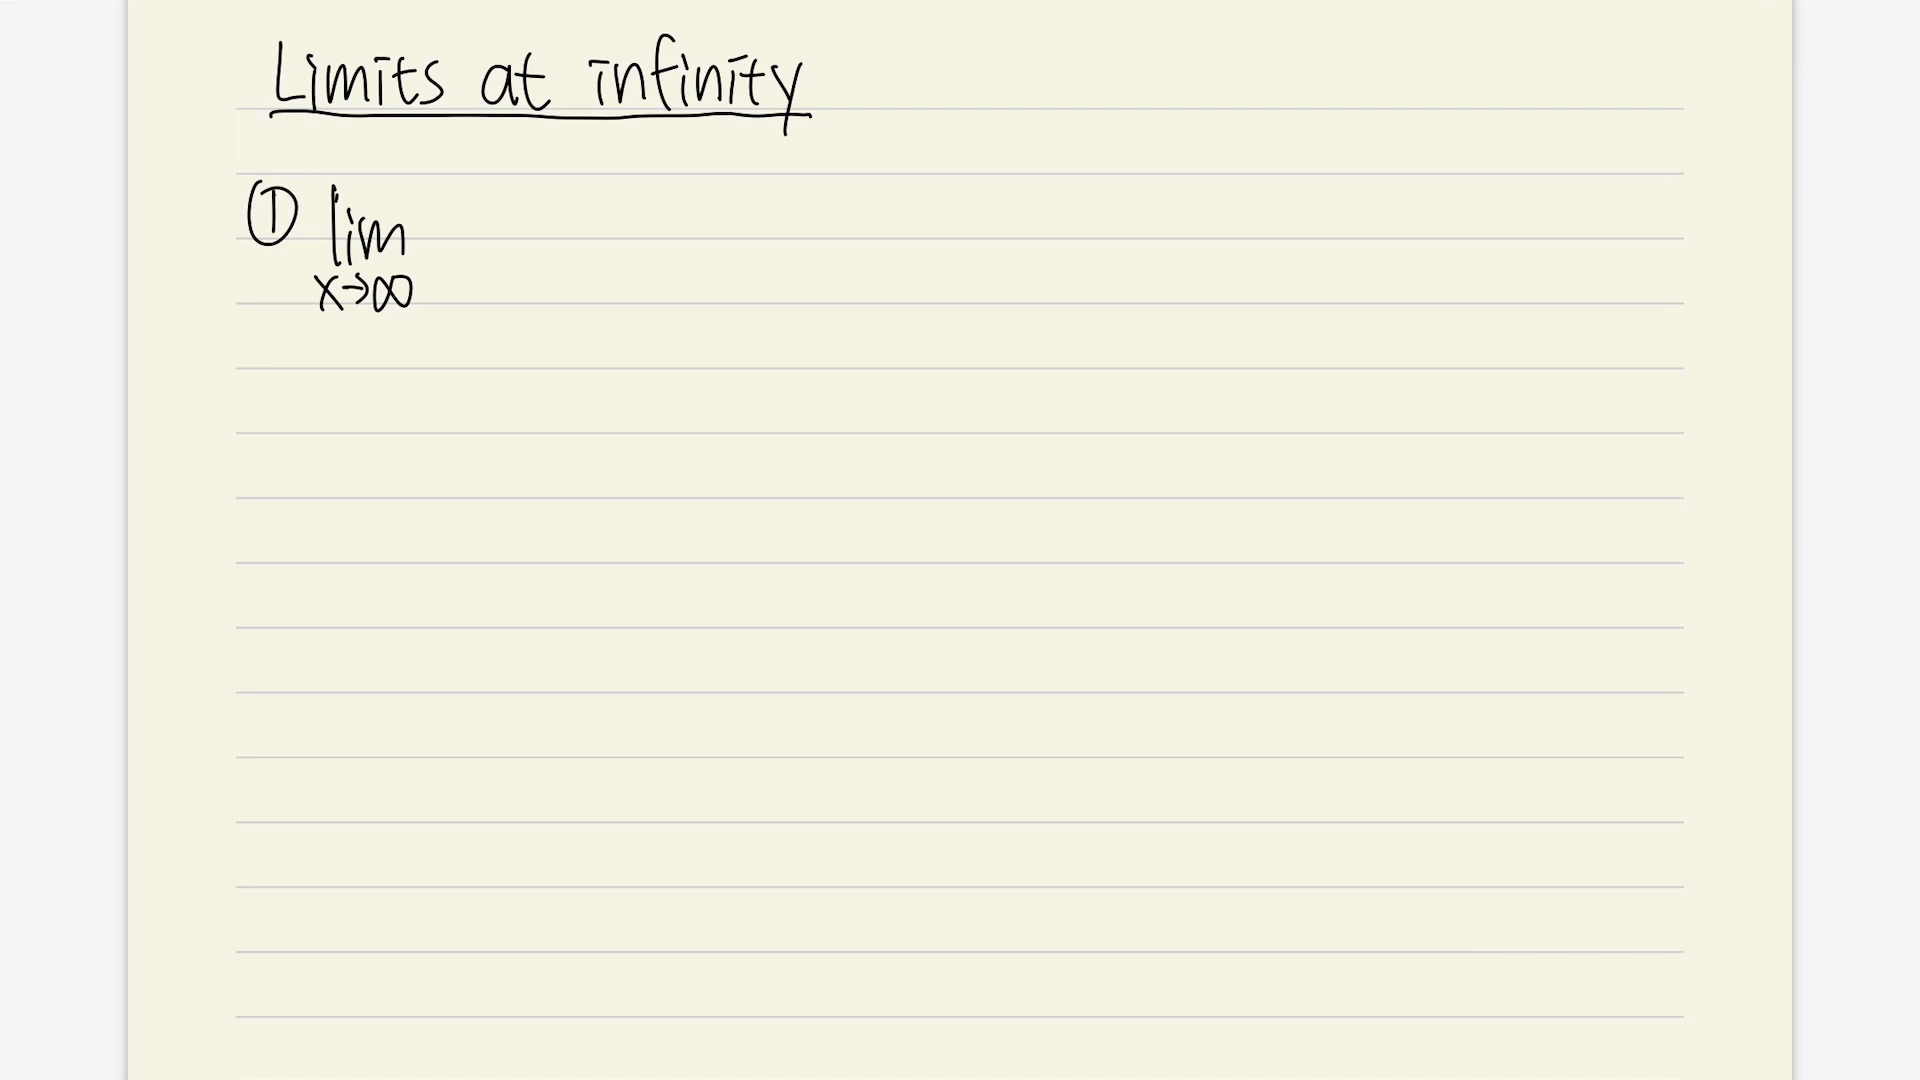 Limits at infinity
① lim
x→∞